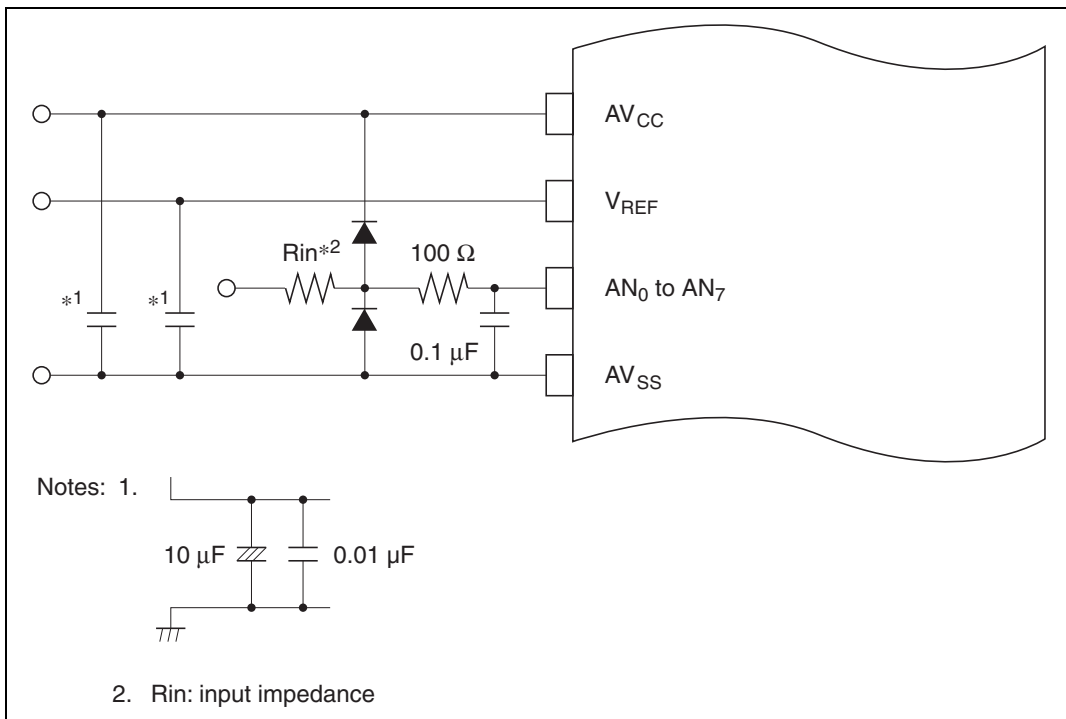 AVCC
VREF
Rin*2
100 Ω
AN0 to AN7
*1
*1
0.1 μF
AVSS
Notes: 1.
10 μF
0.01 μF
2. Rin: input impedance